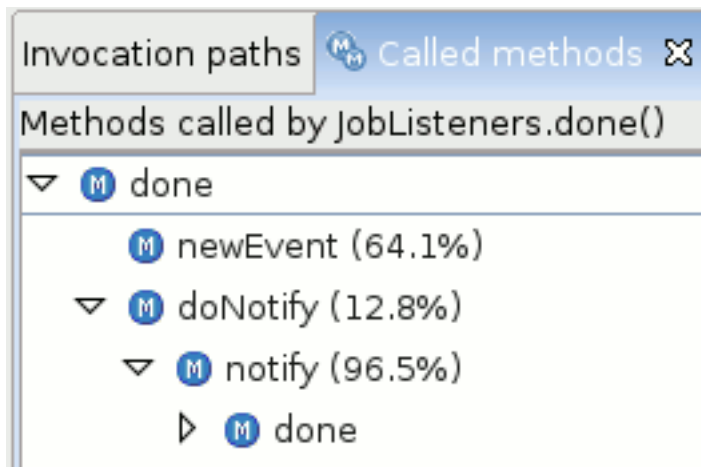 Invocation paths Called methods
Methods called by JobListeners.done()
done
newEvent (64.1%)
doNotify (12.8%)
notify (96.5%)
done